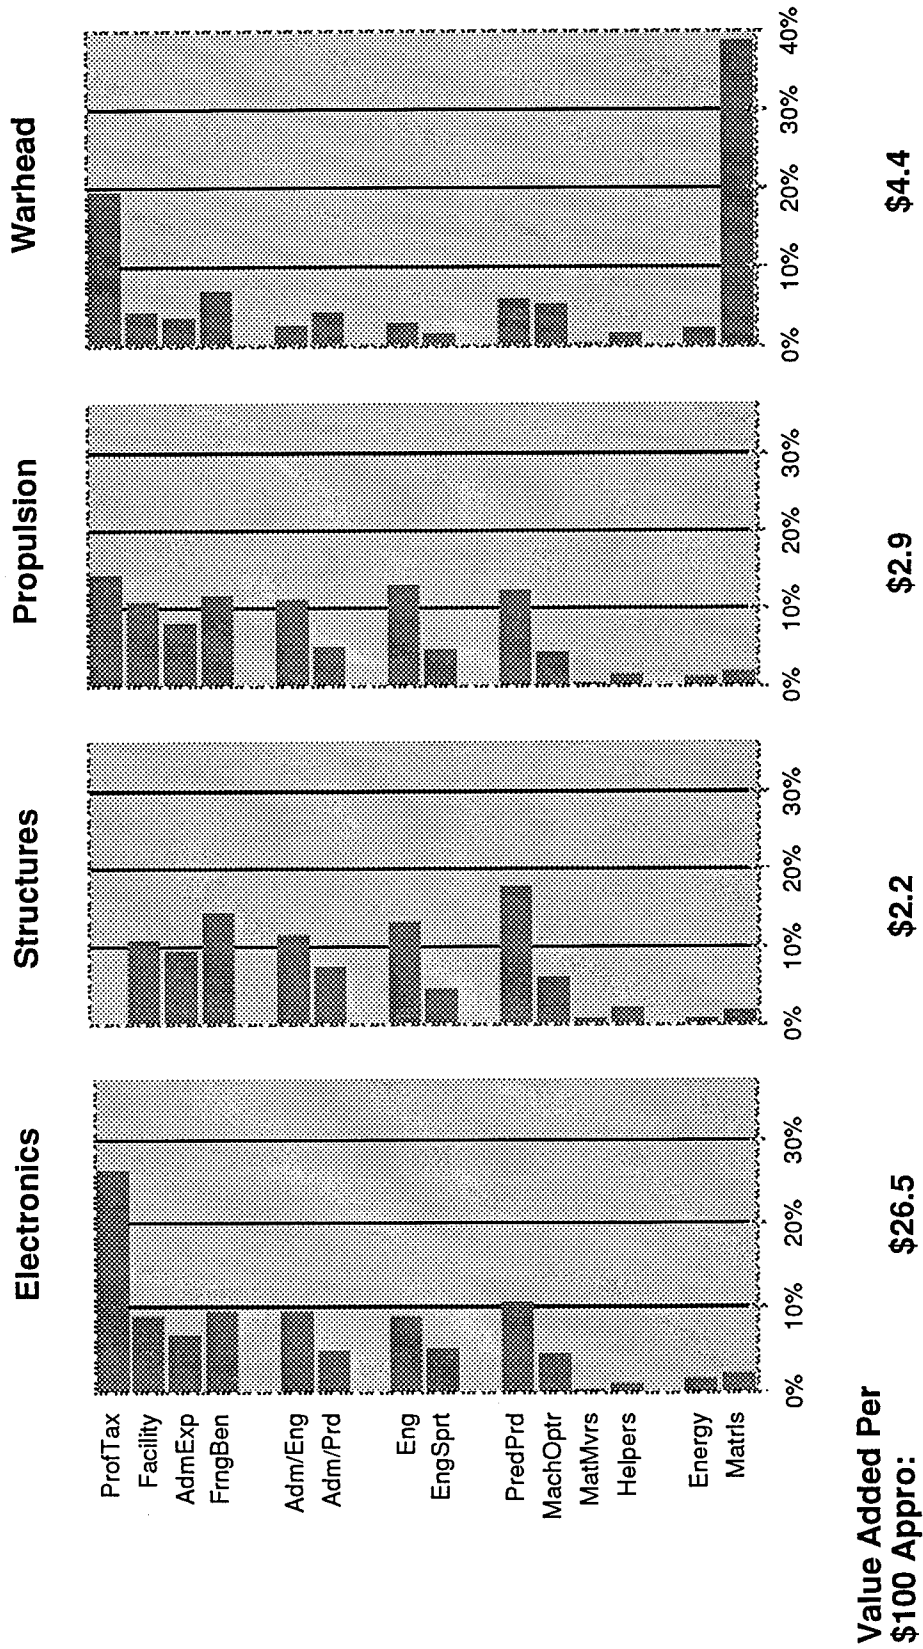 Electronics
Structures
Propulsion
Warhead
ProfTax
Facility
AdmExp
FrngBen
Adm/Eng
Adm/Prd
Eng
EngSprt
PredPrd
MachOptr
MatMvrs
Helpers
Energy
Matrls
0% 10% 20% 30%
0% 10% 20% 30%
0% 10% 20% 30%
0% 10% 20% 30% 40%
Value Added Per
$100 Appro:
$26.5
$2.2
$2.9
$4.4